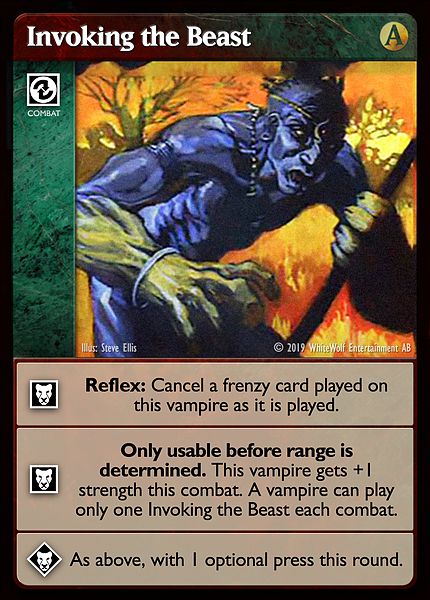 Invoking the Beast
A
COMBAT
Illus: Steve Ellis
© 2019 WhiteWolf Entertainment AB
Reflex: Cancel a frenzy card played on
this vampire as it is played.
Only usable before range is
determined. This vampire gets +1
strength this combat. A vampire can play
only one Invoking the Beast each combat.
As above, with 1 optional press this round.